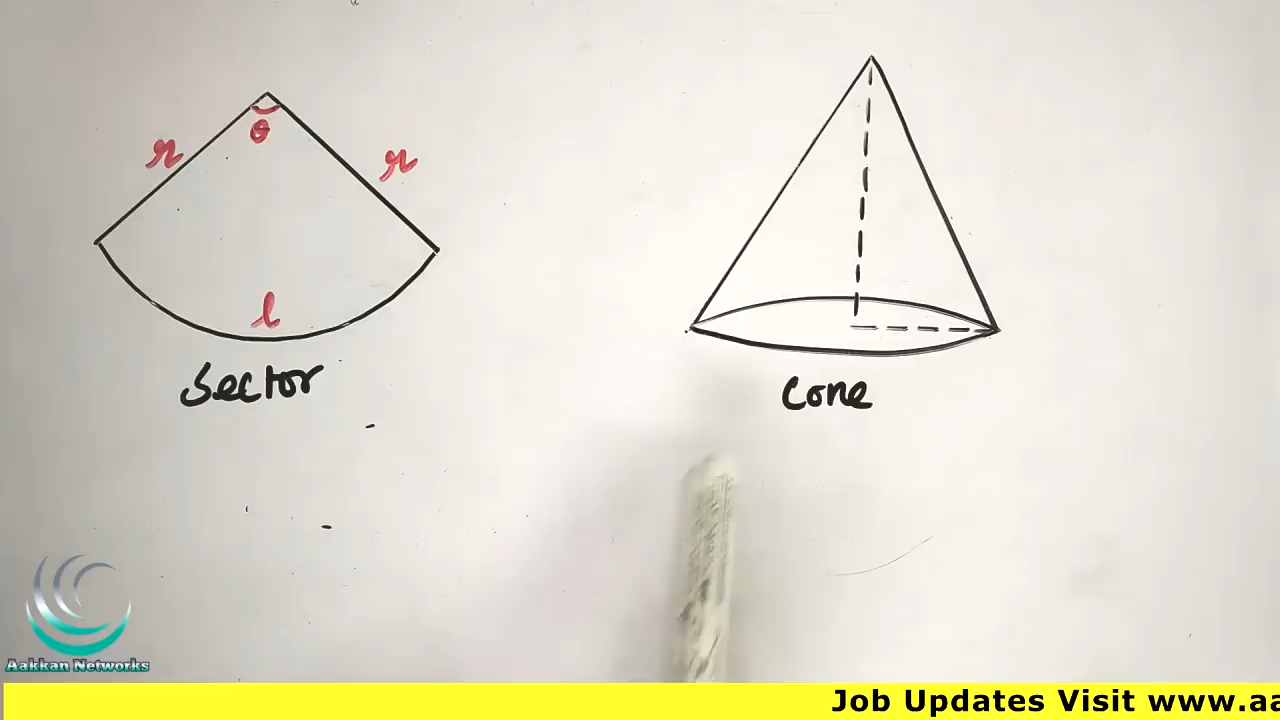 θ
r
r
l
Sector
Cone
Aakkan Networks
Job Updates Visit www.aa